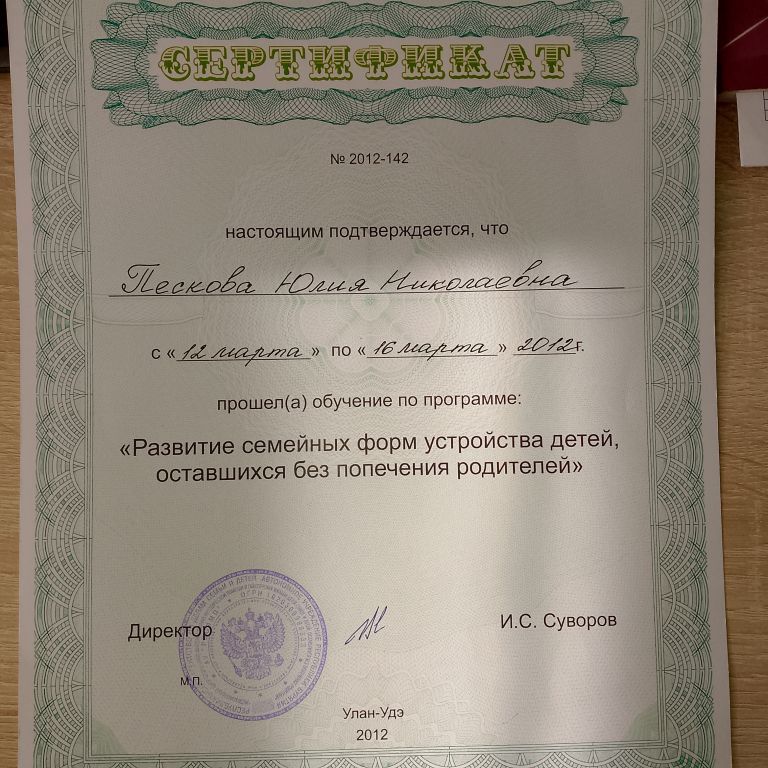 СЕРТИФИКАТ
№ 2012-142
настоящим подтверждается, что
Пескова Юлия Николаевна
с «12 марта» по «16 марта» 2012г.
прошел(а) обучение по программе:
«Развитие семейных форм устройства детей,
оставшихся без попечения родителей»
Директор
И.С. Суворов
м.п.
Улан-Удэ
2012